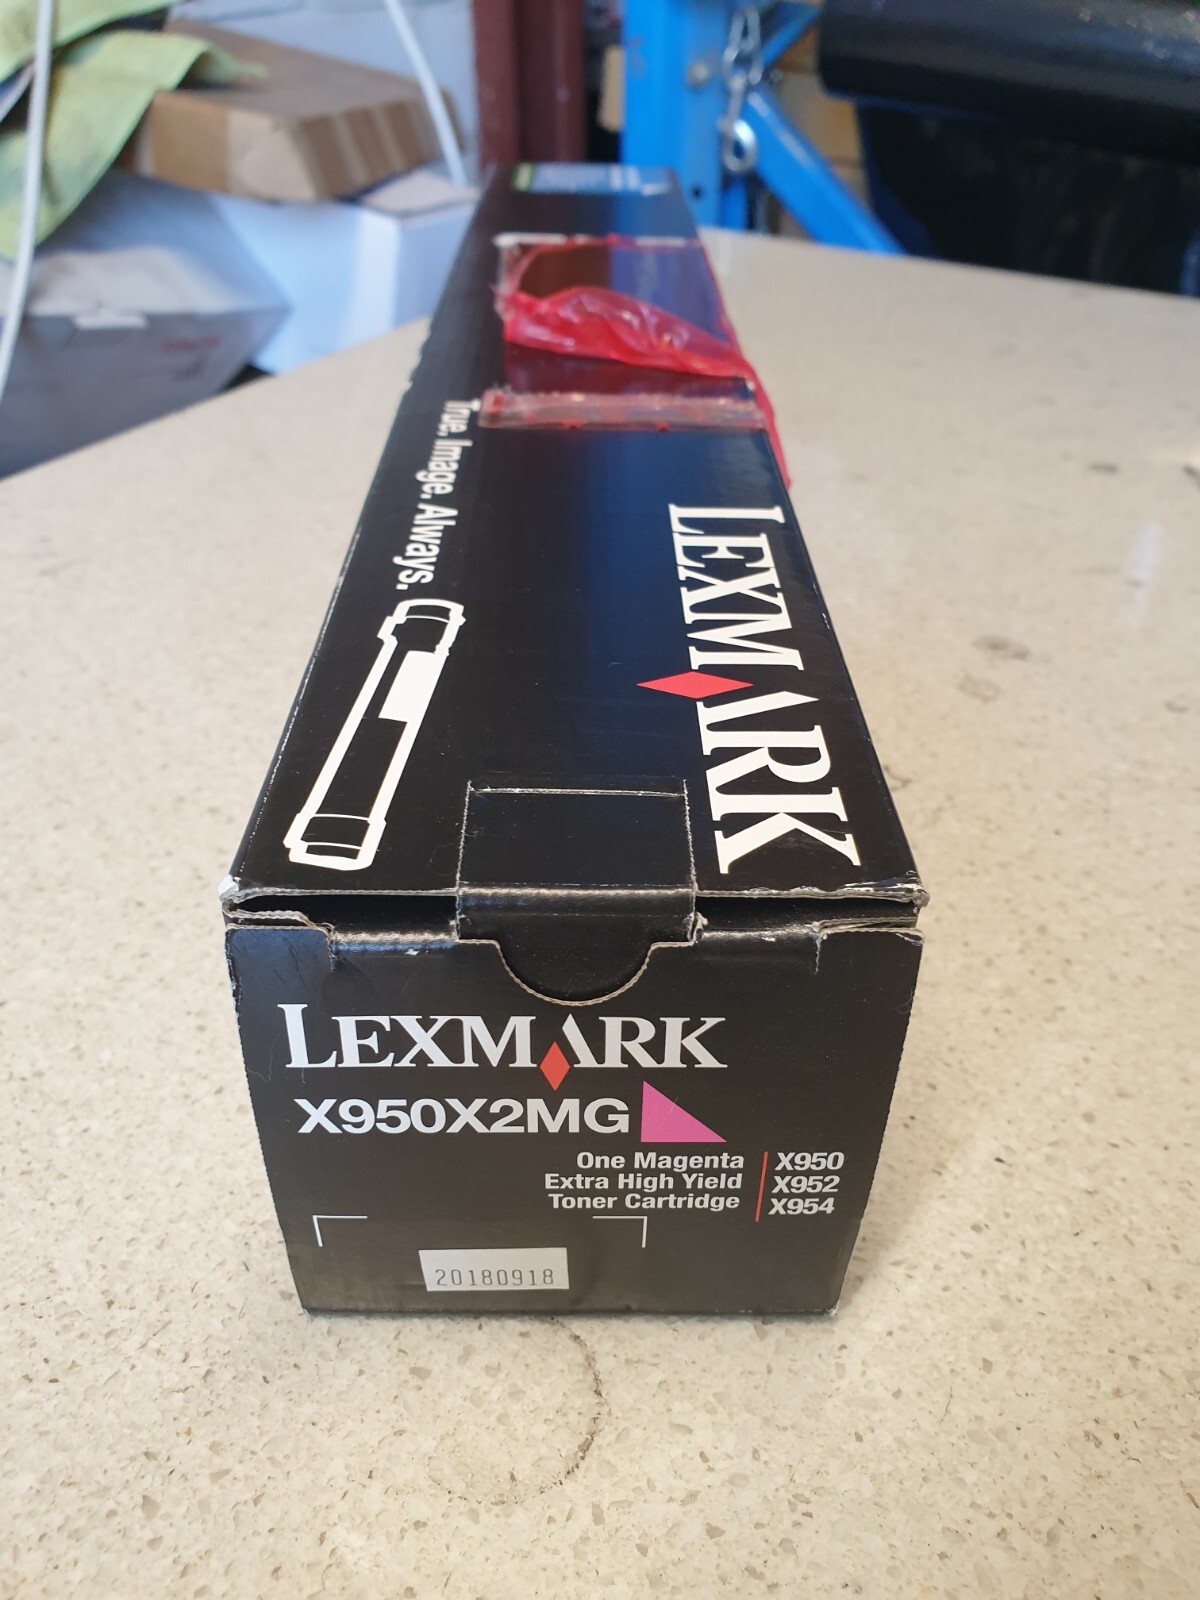 True. Image. Always.
LEXMARK
LEXMARK
X950X2MG
One Magenta
Extra High Yield
Toner Cartridge
X950
X952
X954
20180918